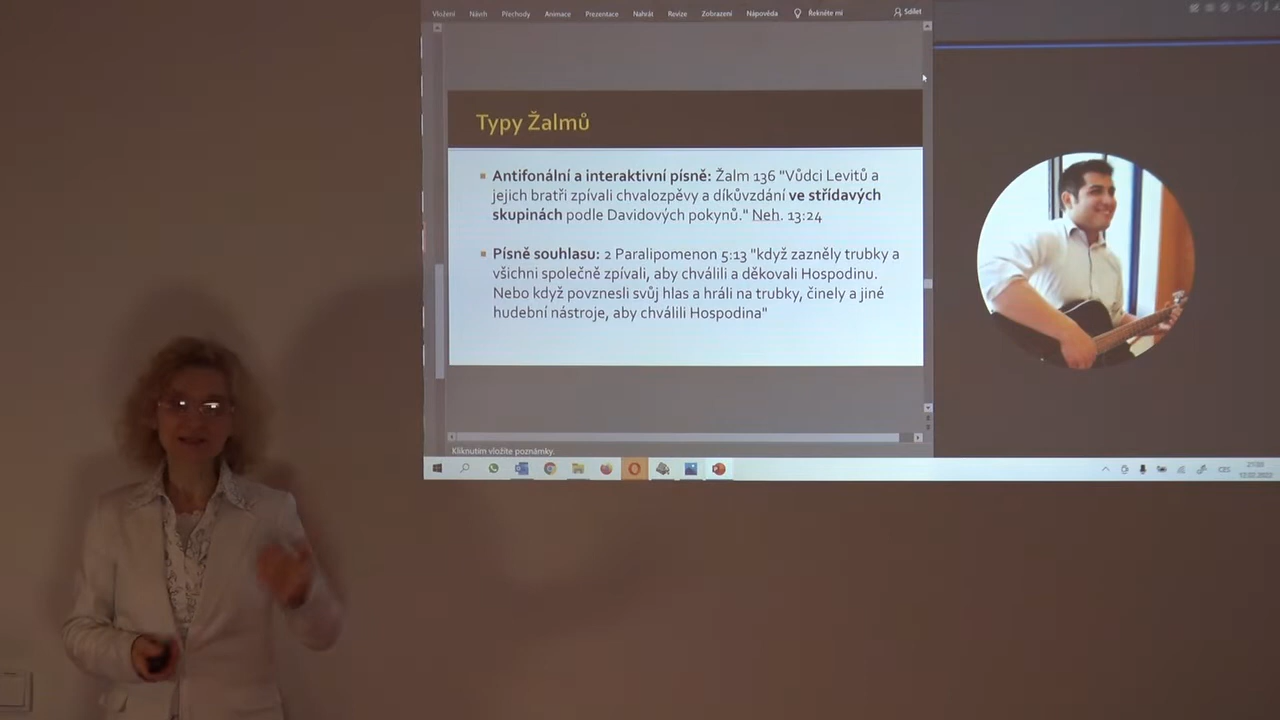 Vložení Návrh Přechody Animace Prezentace Nahrát Revize Zobrazení Nápověda Řekněte mi Sdílet
Typy Žalmů
Antifonální a interaktivní písně: Žalm 136 "Vůdci Levitů a
jejich bratři zpívali chvalozpěvy a díkůvzdání ve střídavých
skupinách podle Davidových pokynů." Neh. 13:24
Písně souhlasu: 2 Paralipomenon 5:13 "když zazněly trubky a
všichni společně zpívali, aby chválili a děkovali Hospodinu.
Nebo když povznesli svůj hlas a hráli na trubky, činely a jiné
hudební nástroje, aby chválili Hospodina"
Kliknutím vložíte poznámky.
CZS